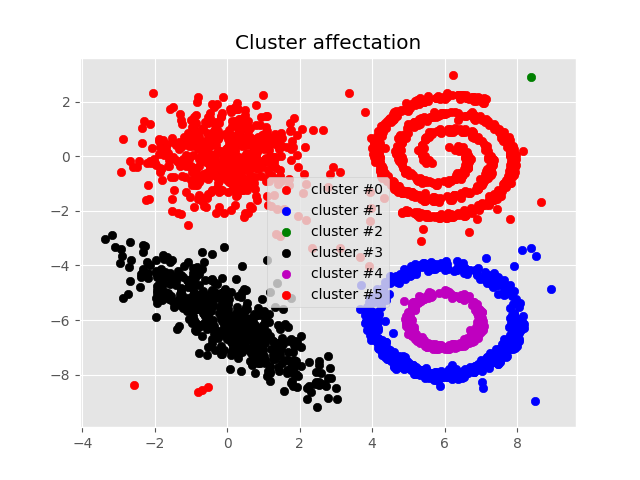 Cluster affectation
2
0
−2
−4
−6
−8
cluster #0
cluster #1
cluster #2
cluster #3
cluster #4
cluster #5
−4 −2 0 2 4 6 8